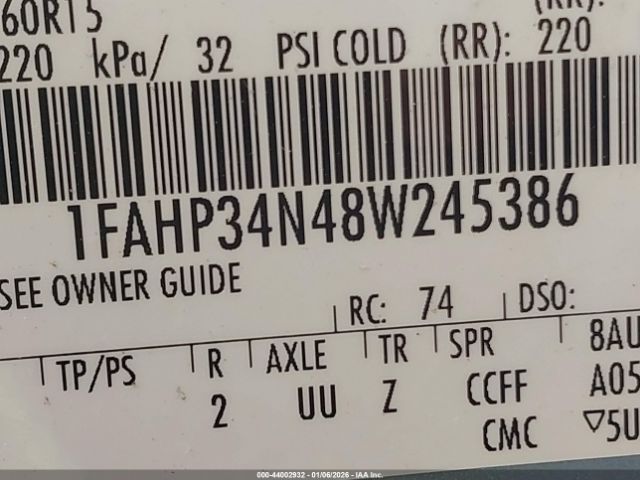 60R15
220 kPa/ 32 PSI COLD (RR): 220
1FAHP34N48W245386
SEE OWNER GUIDE
RC: 74 DSO:
TP/PS R AXLE TR SPR 8AU
2 UU Z CCFF A05
CMC ▽5U
000-44002932 - 01/06/2026 - IAA Inc.